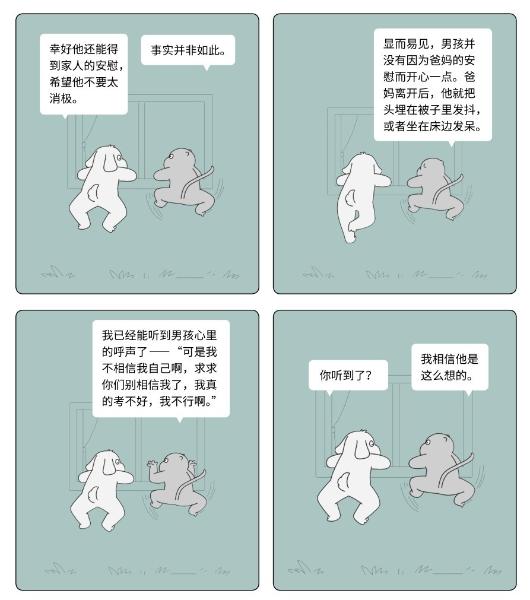 幸好他还能得
到家人的安慰，
希望他不要太
消极。
事实并非如此。
显而易见，男孩并
没有因为爸妈的安
慰而开心一点。爸
妈离开后，他就把
头埋在被子里发抖，
或者坐在床边发呆。
我已经能听到男孩心里
的呼声了——“可是我
不相信我自己啊，求求
你们别相信我了，我真
的考不好，我不行啊。”
你听到了？
我相信他是
这么想的。